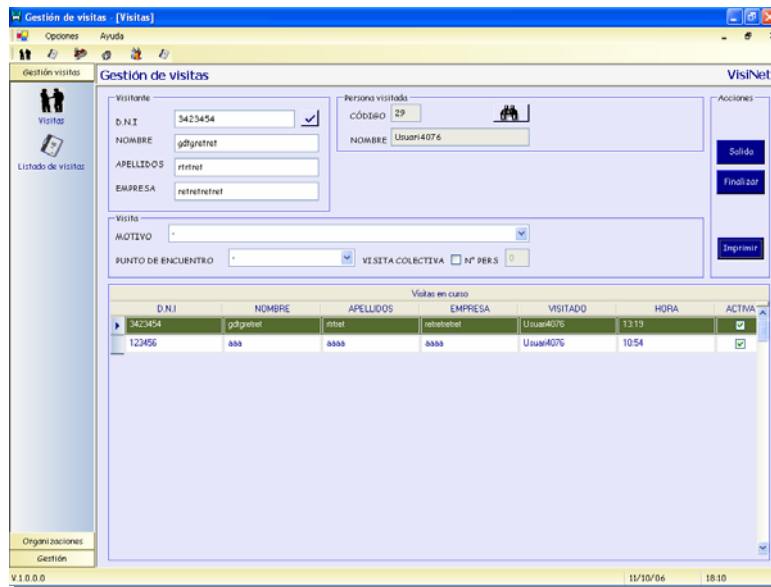 Gestión de visitas - [Visitas]
Opciones Ayuda
Gestión visitas
Gestión de visitas VisiNet
Visitas
Listado de visitas
Visitante
D.N.I 3423454
NOMBRE gdtgretret
APELLIDOS rtrtret
EMPRESA retretretret
Persona visitada
CÓDIGO 29
NOMBRE Usuari4076
Acciones
Salida
Finalizar
Imprimir
Visita
MOTIVO -
PUNTO DE ENCUENTRO - VISITA COLECTIVA Nº PERS 0
Visitas en curso
D.N.I NOMBRE APELLIDOS EMPRESA VISITADO HORA ACTIVA
3423454 gdtgretret rtrtret retretretret Usuari4076 13:19
123456 aaa aaaa aaaa Usuari4076 10:54
Organizaciones
Gestión
V.1.0.0.0 11/10/06 18:10